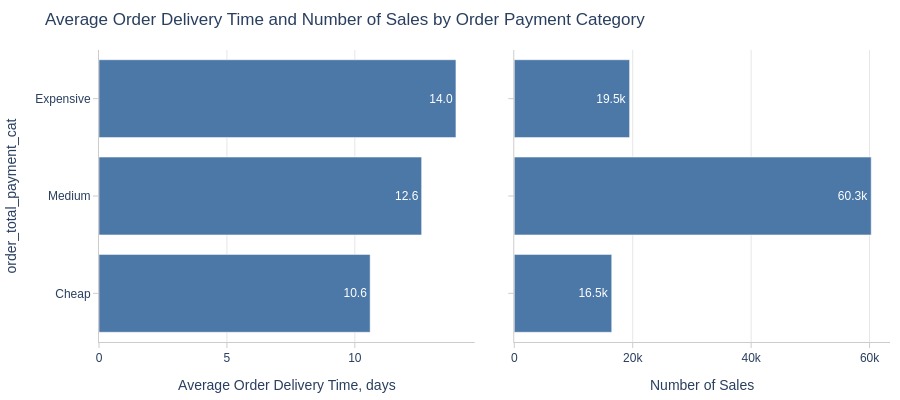 Average Order Delivery Time and Number of Sales by Order Payment Category
order_total_payment_cat
Expensive
14.0
19.5k
Medium
12.6
60.3k
Cheap
10.6
16.5k
0 5 10
0 20k 40k 60k
Average Order Delivery Time, days
Number of Sales